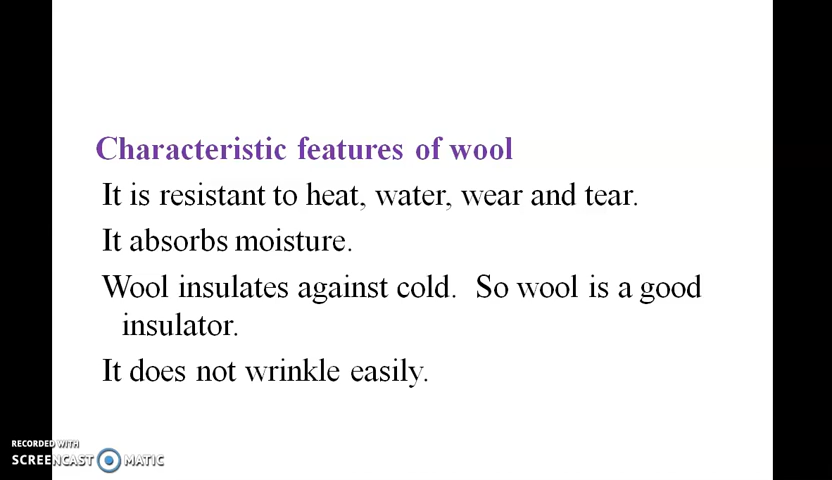 Characteristic features of wool
It is resistant to heat, water, wear and tear.
It absorbs moisture.
Wool insulates against cold.  So wool is a good
insulator.
It does not wrinkle easily.
RECORDED WITH
SCREENCAST MATIC